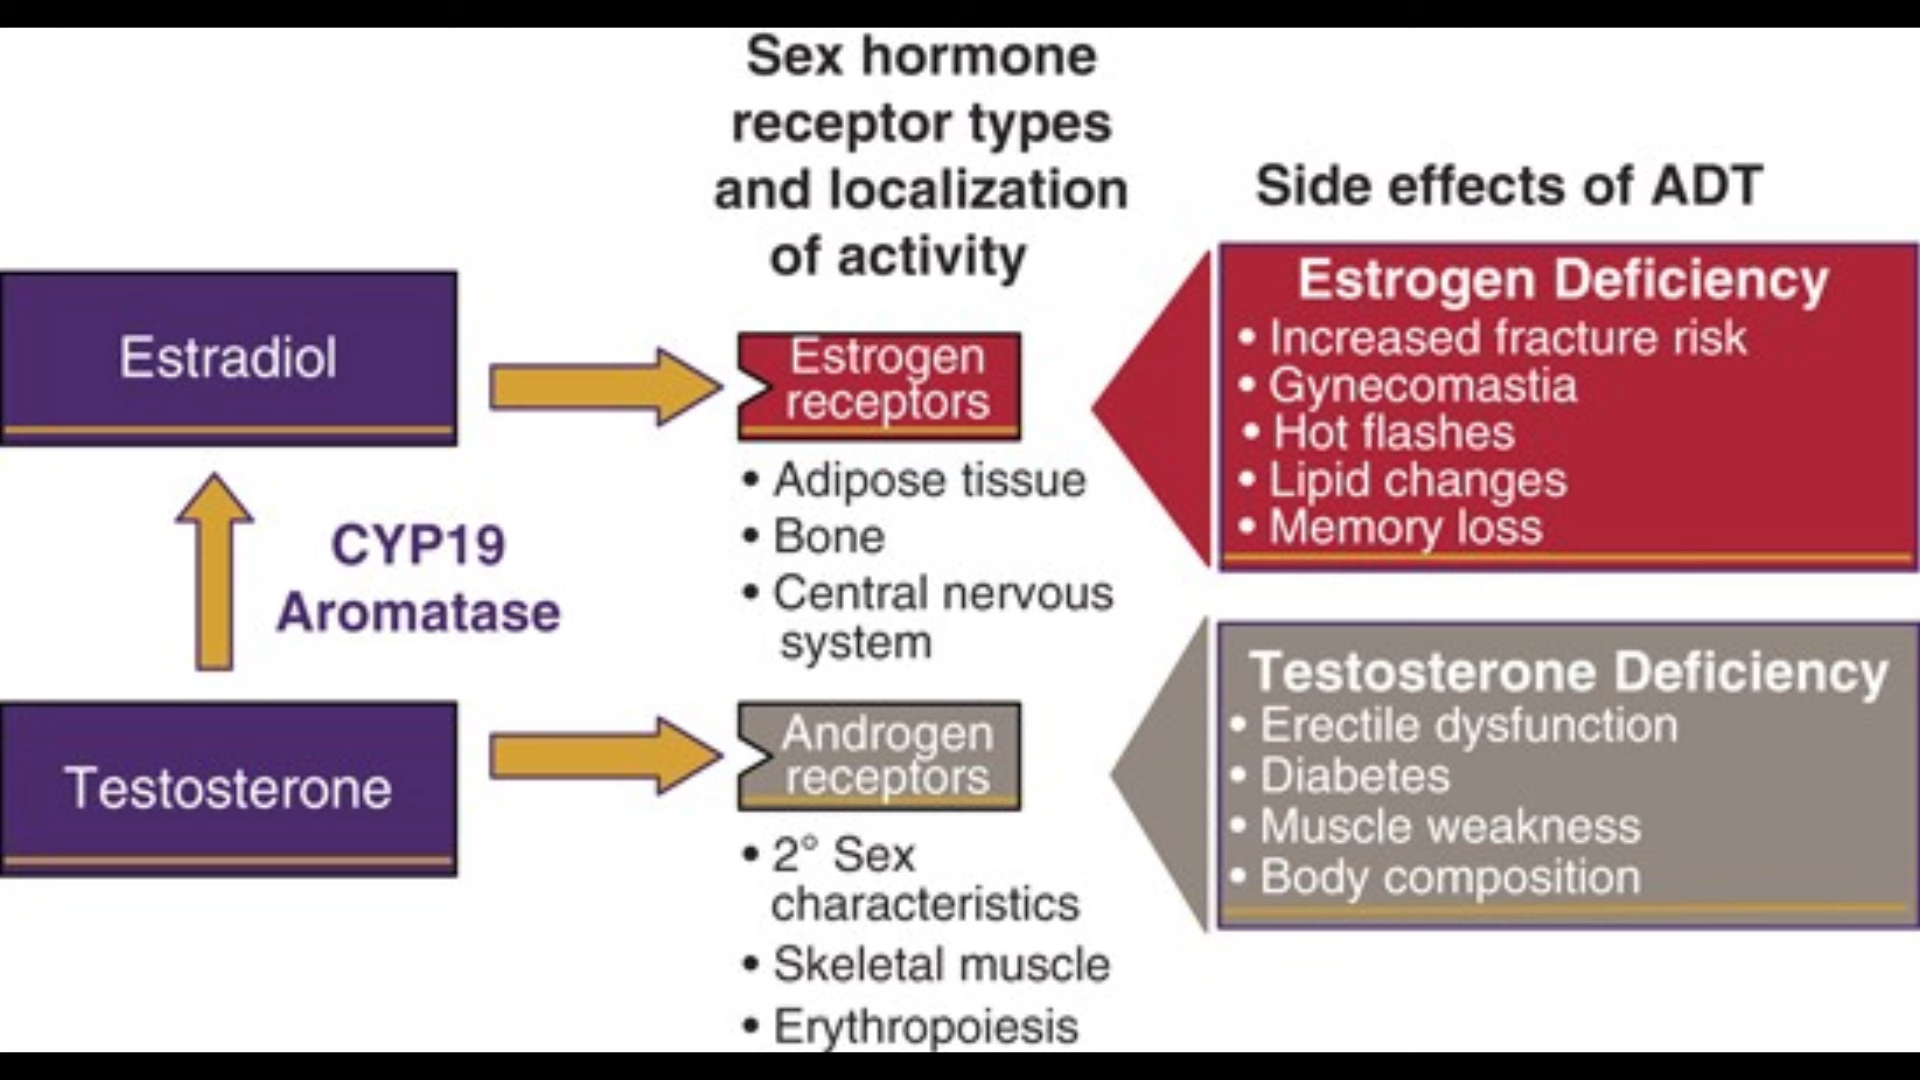 Sex hormone
receptor types
and localization
of activity
Side effects of ADT
Estradiol
Estrogen
receptors
• Adipose tissue
• Bone
• Central nervous
system
Estrogen Deficiency
• Increased fracture risk
• Gynecomastia
• Hot flashes
• Lipid changes
• Memory loss
CYP19
Aromatase
Testosterone
Androgen
receptors
• 2° Sex
characteristics
• Skeletal muscle
• Erythropoiesis
Testosterone Deficiency
• Erectile dysfunction
• Diabetes
• Muscle weakness
• Body composition